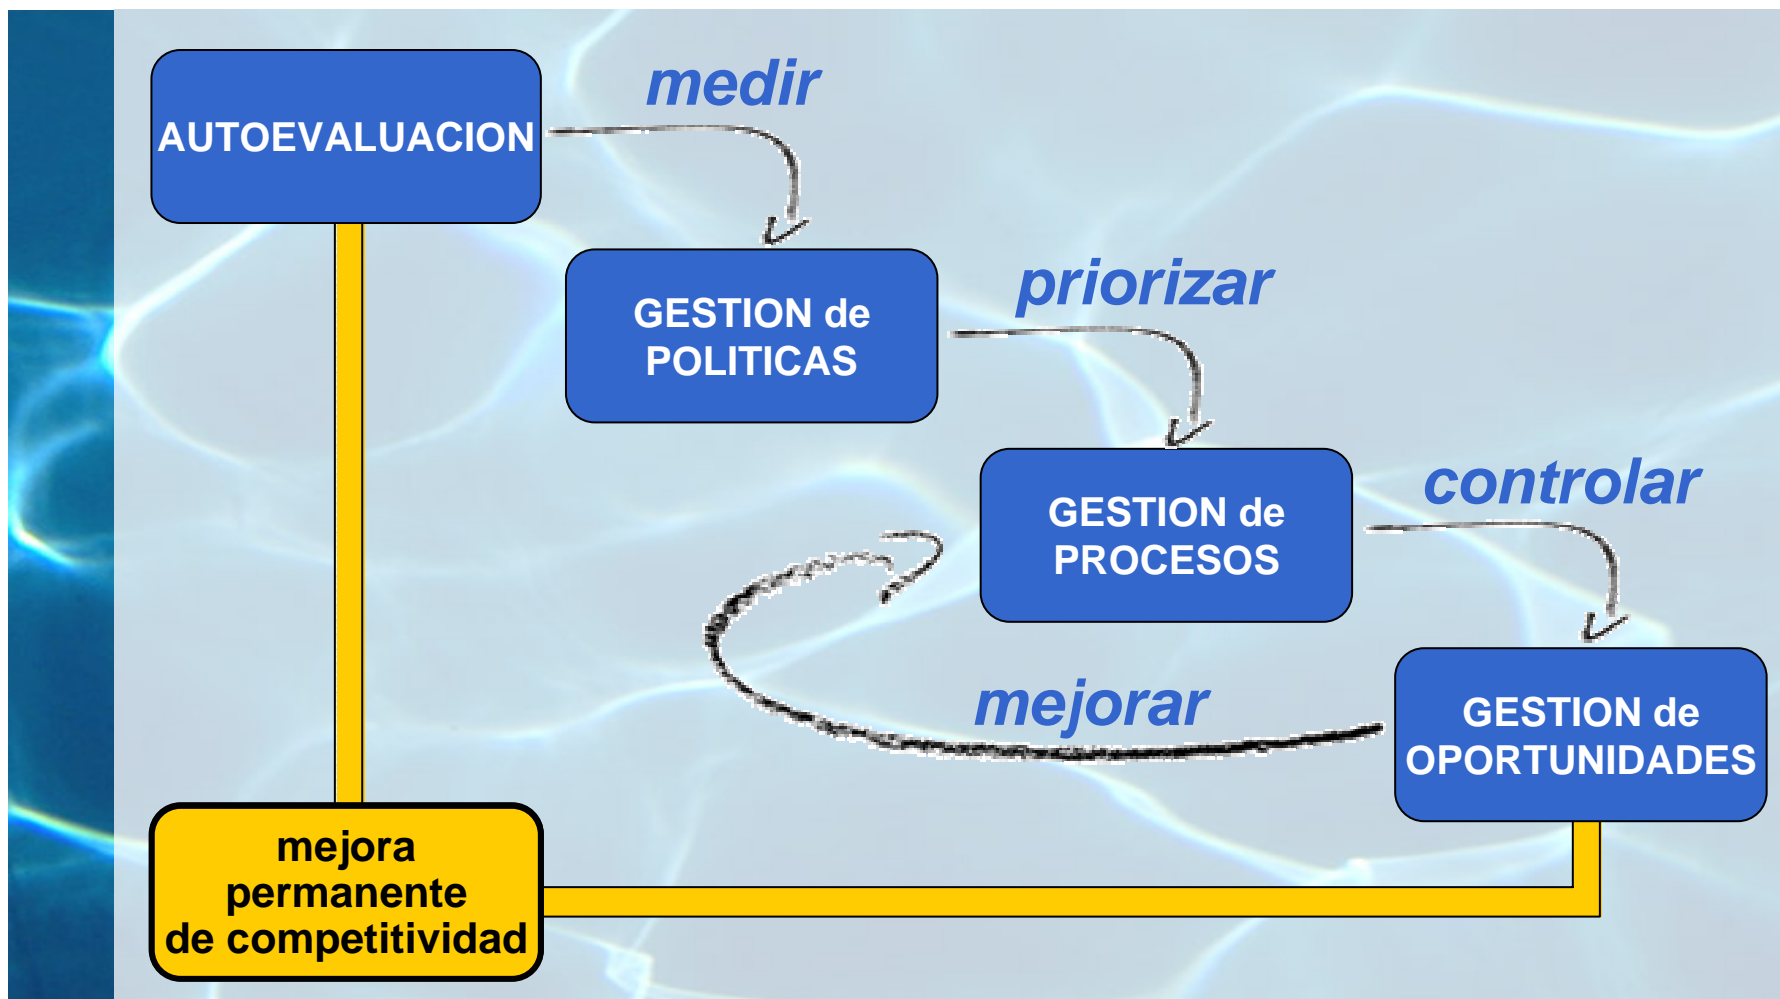 medir
AUTOEVALUACION
priorizar
GESTION de
POLITICAS
controlar
GESTION de
PROCESOS
mejorar
GESTION de
OPORTUNIDADES
mejora
permanente
de competitividad